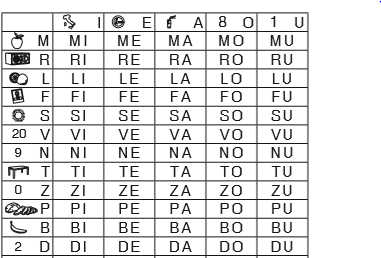 I E A 8 O 1 U
M MI ME MA MO MU
R RI RE RA RO RU
L LI LE LA LO LU
F FI FE FA FO FU
S SI SE SA SO SU
20 V VI VE VA VO VU
9 N NI NE NA NO NU
T TI TE TA TO TU
0 Z ZI ZE ZA ZO ZU
P PI PE PA PO PU
B BI BE BA BO BU
2 D DI DE DA DO DU